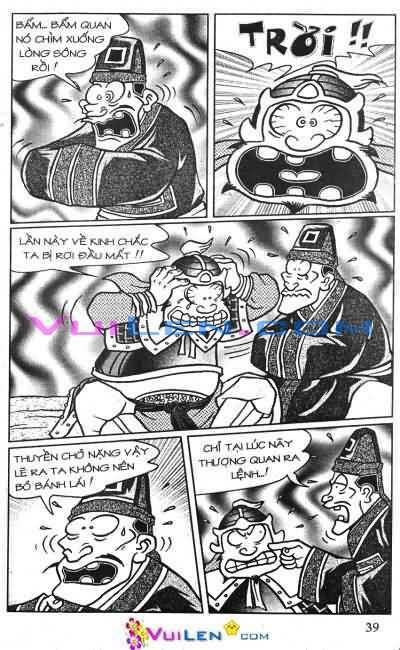 BẨM... BẨM QUAN
NÓ CHÌM XUỐNG
LÒNG SÔNG
RỒI !
TRỜI !!
LẦN NÀY VỀ KINH CHẮC
TA BỊ RƠI ĐẦU MẤT !!
VUILEN.COM
THUYỀN CHỞ NẶNG VẬY
LẼ RA TA KHÔNG NÊN
BỎ BÁNH LÁI !
CHỈ TẠI LÚC NÃY
THƯỢNG QUAN RA
LỆNH...!
39
VUILEN.COM